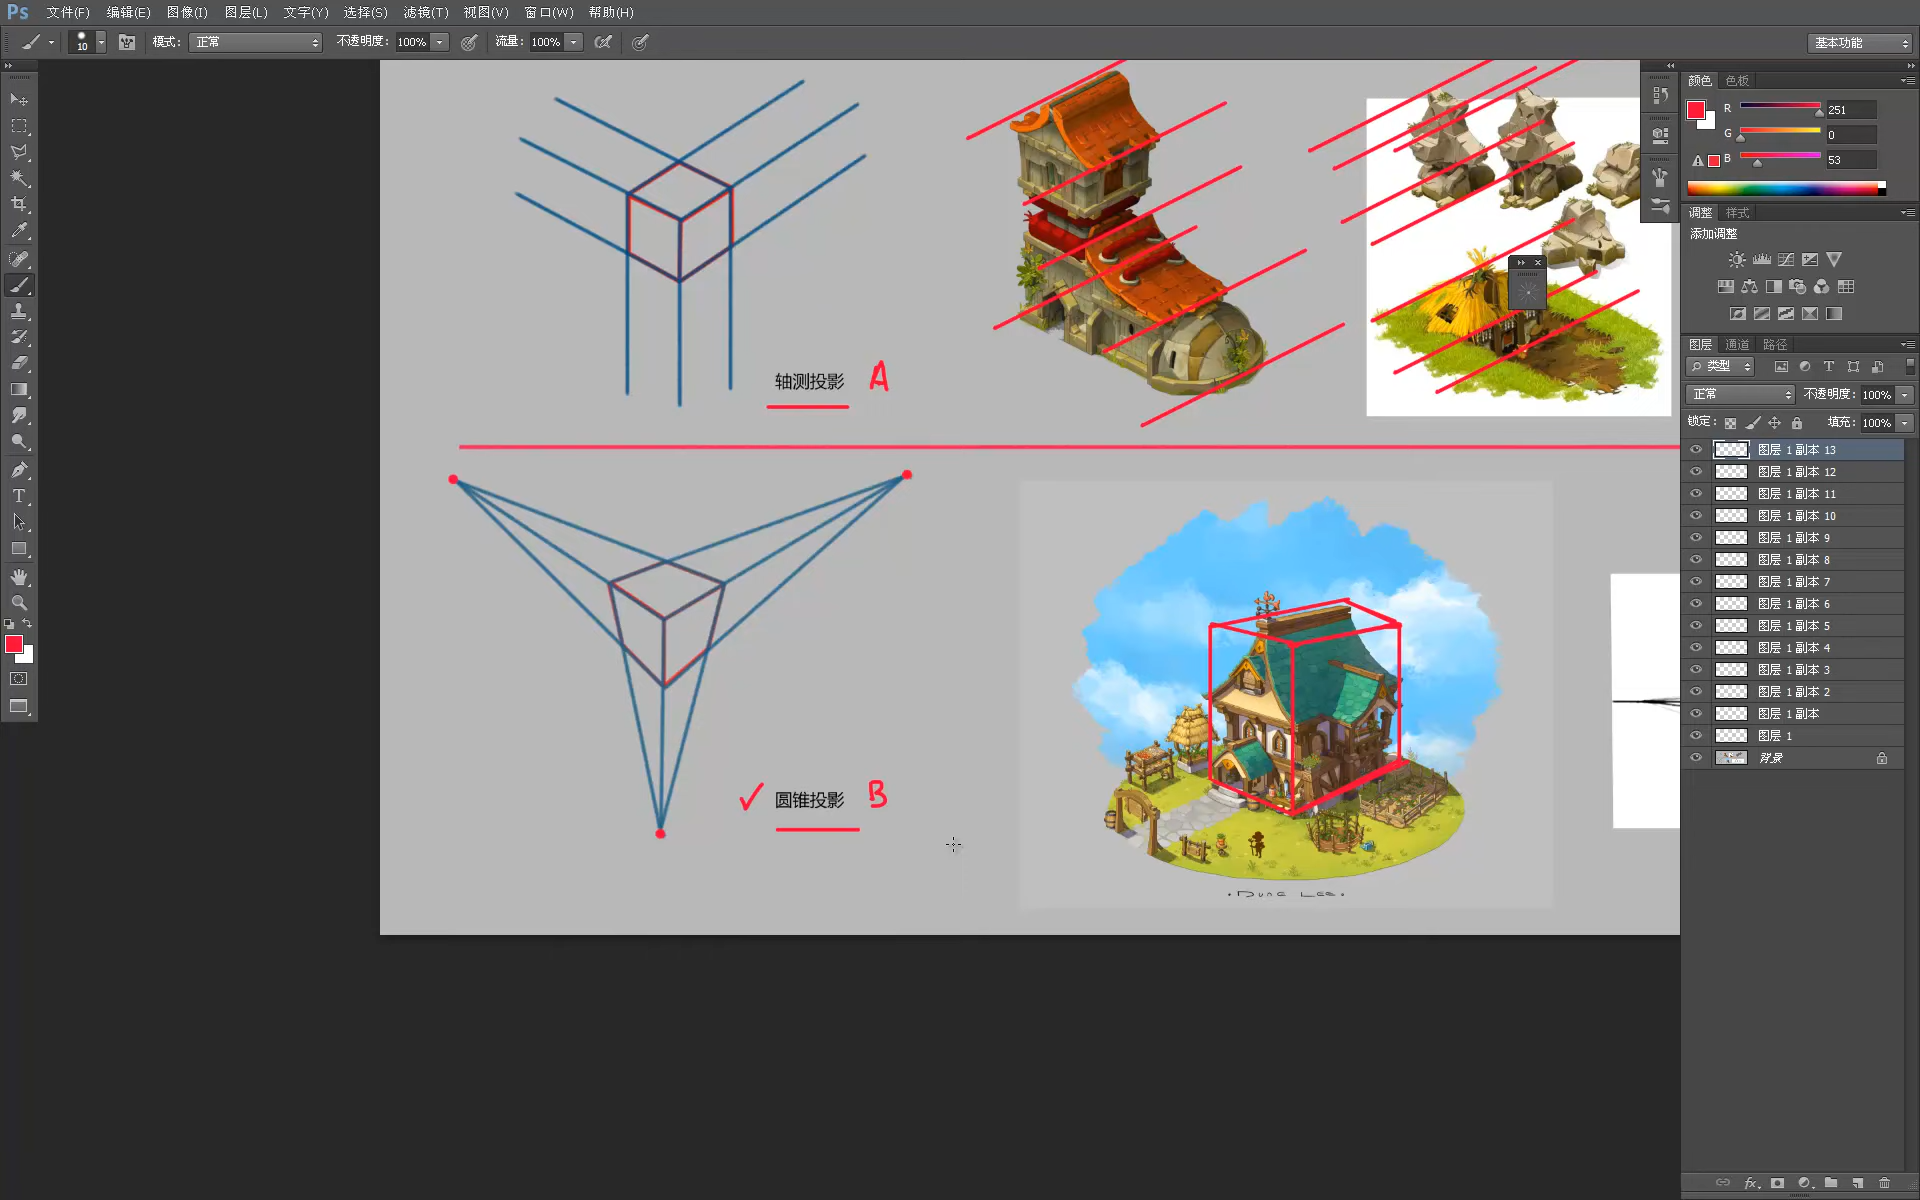 Ps 文件(F) 编辑(E) 图像(I) 图层(L) 文字(Y) 选择(S) 滤镜(T) 视图(V) 窗口(W) 帮助(H)
10 模式: 正常 不透明度: 100% 流量: 100% 基本功能
颜色 色板
R 251
G 0
B 53
调整 样式
添加调整
图层 通道 路径
类型
正常 不透明度: 100%
锁定: 填充: 100%
图层 1 副本 13
图层 1 副本 12
图层 1 副本 11
图层 1 副本 10
图层 1 副本 9
图层 1 副本 8
图层 1 副本 7
图层 1 副本 6
图层 1 副本 5
图层 1 副本 4
图层 1 副本 3
图层 1 副本 2
图层 1 副本
图层 1
背景
fx
轴测投影 A
圆锥投影 B